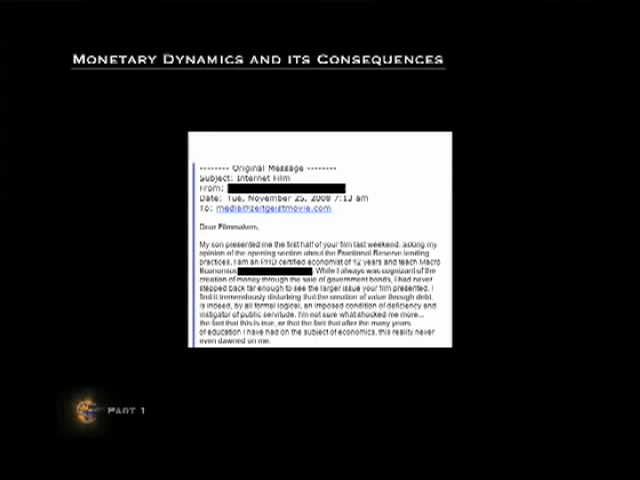 MONETARY DYNAMICS AND ITS CONSEQUENCES
-------- Original Message --------
Subject: Internet Film
From:
Date: Tue, November 25, 2008 7:13 am
To: media@zeitgeistmovie.com
Dear Filmmakers,
My son presented me the first half of your film last weekend, asking my
opinion of the opening section about the Fractional Reserve lending
practices. I am an PHD certified economist of 12 years and teach Macro
Economics . While I always was cognizant of the
creation of money through the sale of government bonds, I had never
stepped back far enough to see the larger issue your film presented. I
find it tremendously disturbing that the creation of value through debt,
is indeed, by all formal logical, an imposed condition of deficiency and
instigator of public servitude. I'm not sure what shocked me more...
the fact that this is true, or that the fact that after the many years
of education I have had on the subject of economics, this reality never
even dawned on me.
PART 1